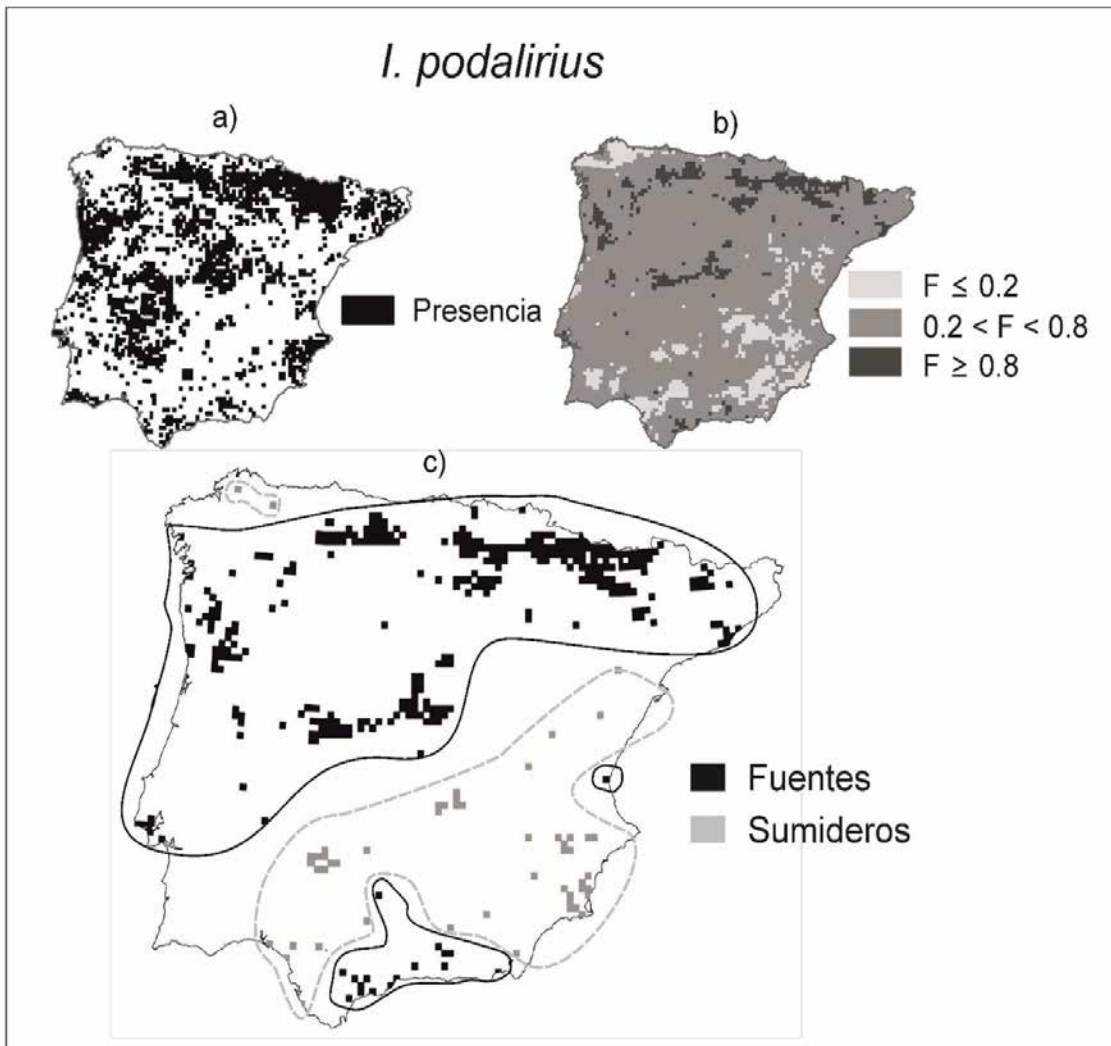 I. podalirius
a)
b)
Presencia
F ≤ 0.2
0.2 < F < 0.8
F ≥ 0.8
c)
Fuentes
Sumideros